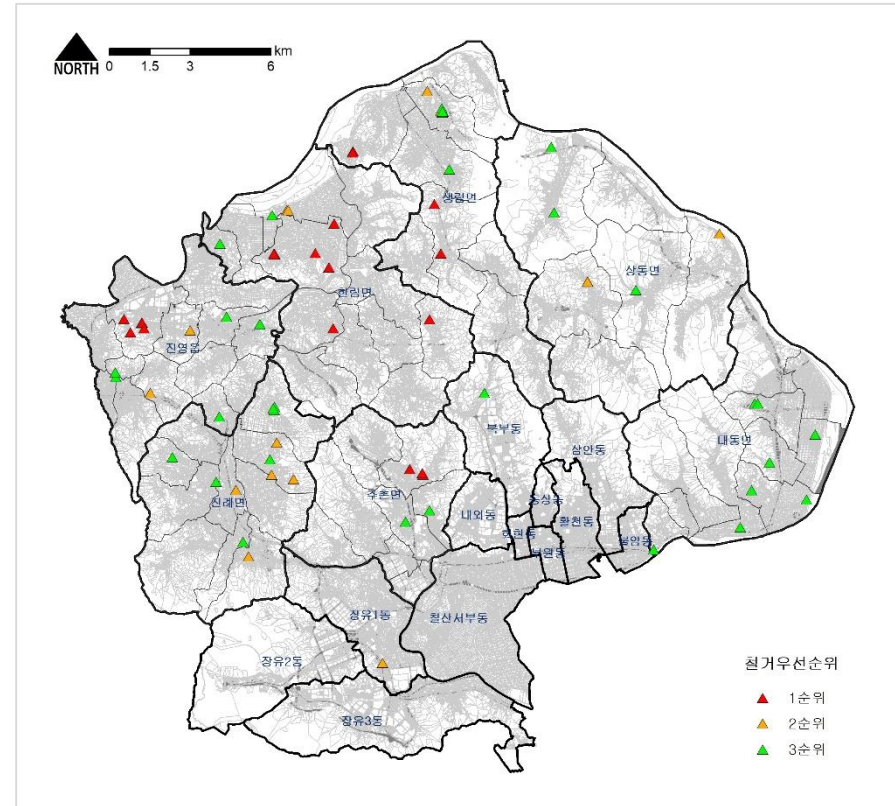 NORTH
0 1.5 3 6
km
생림면
상동면
한림면
진영읍
북부동
삼안동
대동면
주촌면
내외동
동상동
활천동
회현동
부원동
불암동
진례면
장유1동
칠산서부동
장유2동
장유3동
철거우선순위
1순위
2순위
3순위